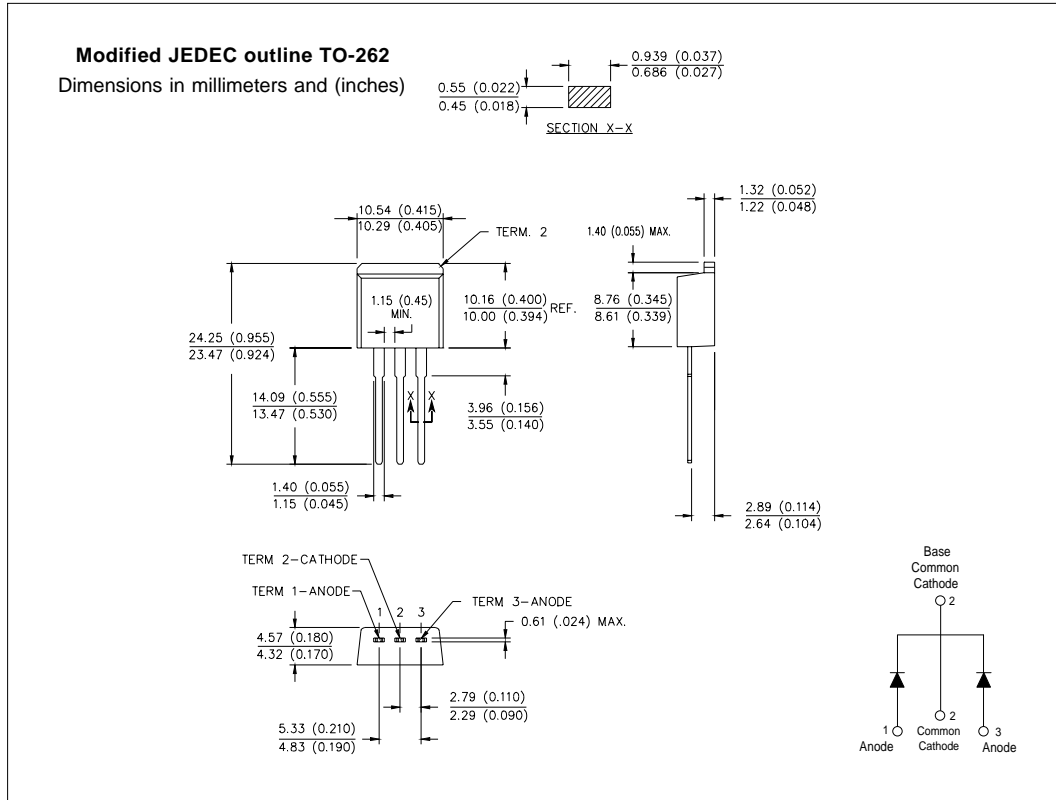 Modified JEDEC outline TO-262
Dimensions in millimeters and (inches)
0.939 (0.037)
0.686 (0.027)
0.55 (0.022)
0.45 (0.018)
SECTION X-X
1.32 (0.052)
1.22 (0.048)
10.54 (0.415)
10.29 (0.405)
TERM. 2
1.40 (0.055) MAX.
1.15 (0.45)
MIN.
10.16 (0.400)
10.00 (0.394)
REF.
8.76 (0.345)
8.61 (0.339)
24.25 (0.955)
23.47 (0.924)
14.09 (0.555)
13.47 (0.530)
X X
3.96 (0.156)
3.55 (0.140)
1.40 (0.055)
1.15 (0.045)
2.89 (0.114)
2.64 (0.104)
TERM 2-CATHODE
TERM 1-ANODE
TERM 3-ANODE
1 2 3
0.61 (.024) MAX.
4.57 (0.180)
4.32 (0.170)
2.79 (0.110)
2.29 (0.090)
5.33 (0.210)
4.83 (0.190)
Base
Common
Cathode
2
2
1
3
Anode
Common
Cathode
Anode